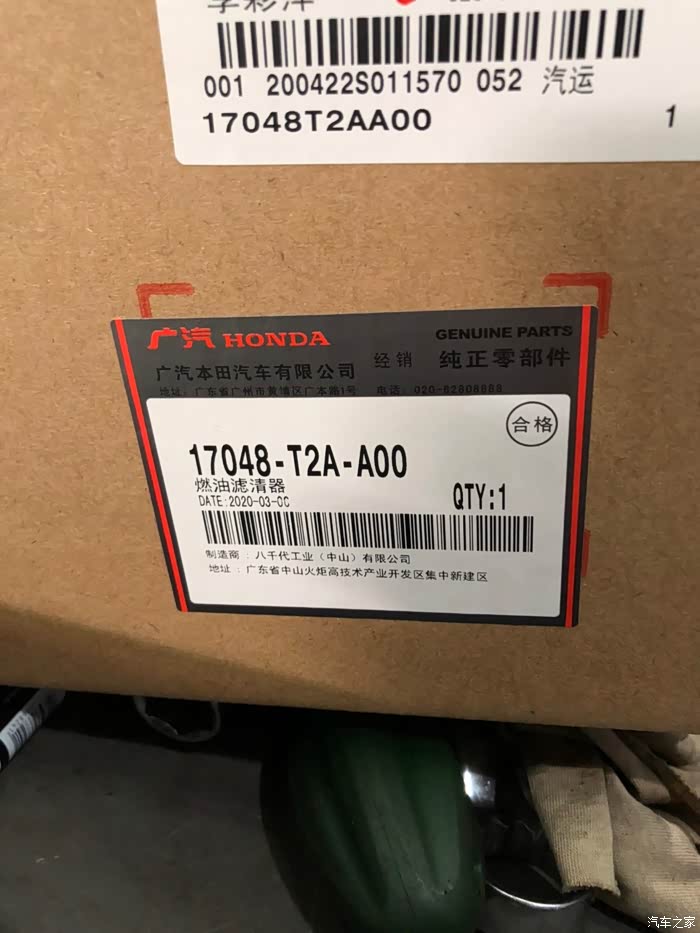 001 200422S011570 052 汽运
17048T2AA00 1
广汽 HONDA GENUINE PARTS
广汽本田汽车有限公司 经销 纯正零部件
地址：广东省广州市黄埔区广本路1号 电话：020-82808888
合格
17048-T2A-A00
燃油滤清器
DATE:2020-03-0C QTY:1
制造商：八千代工业（中山）有限公司
地址：广东省中山火炬高技术产业开发区集中新建区
汽车之家